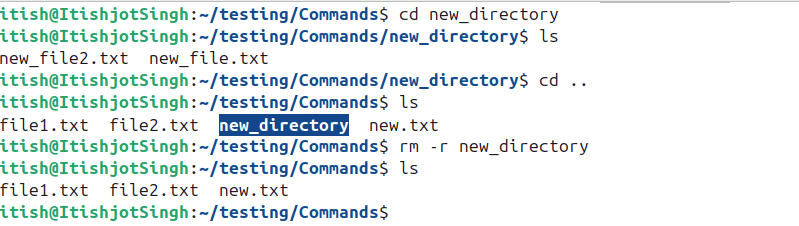 itish@ItishjotSingh:~/testing/Commands$ cd new_directory
itish@ItishjotSingh:~/testing/Commands/new_directory$ ls
new_file2.txt  new_file.txt
itish@ItishjotSingh:~/testing/Commands/new_directory$ cd ..
itish@ItishjotSingh:~/testing/Commands$ ls
file1.txt  file2.txt  new_directory  new.txt
itish@ItishjotSingh:~/testing/Commands$ rm -r new_directory
itish@ItishjotSingh:~/testing/Commands$ ls
file1.txt  file2.txt  new.txt
itish@ItishjotSingh:~/testing/Commands$